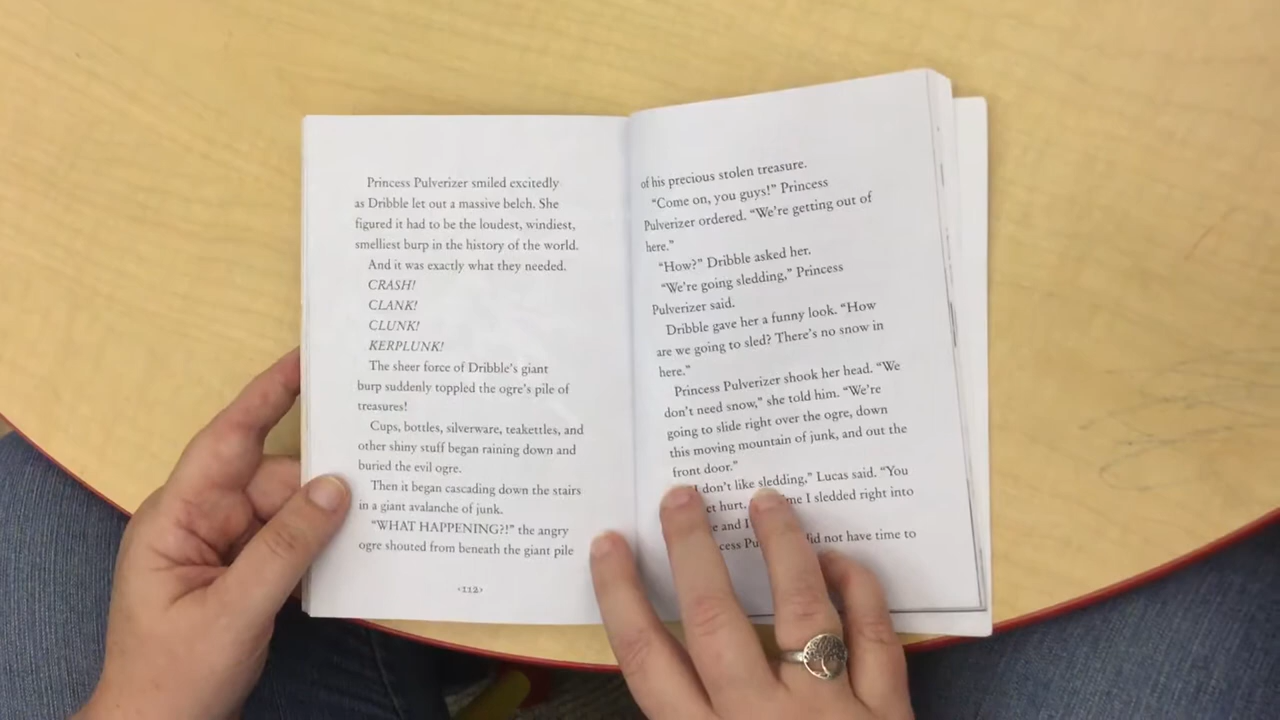 Princess Pulverizer smiled excitedly
as Dribble let out a massive belch. She
figured it had to be the loudest, windiest,
smelliest burp in the history of the world.
And it was exactly what they needed.
CRASH!
CLANK!
CLUNK!
KERPLUNK!
The sheer force of Dribble's giant
burp suddenly toppled the ogre's pile of
treasures!
Cups, bottles, silverware, teakettles, and
other shiny stuff began raining down and
buried the evil ogre.
Then it began cascading down the stairs
in a giant avalanche of junk.
"WHAT HAPPENING?!" the angry
ogre shouted from beneath the giant pile
112
of his precious stolen treasure.
"Come on, you guys!" Princess
Pulverizer ordered. "We're getting out of
here."
"How?" Dribble asked her.
"We're going sledding," Princess
Pulverizer said.
Dribble gave her a funny look. "How
are we going to sled? There's no snow in
here."
Princess Pulverizer shook her head. "We
don't need snow," she told him. "We're
going to slide right over the ogre, down
this moving mountain of junk, and out the
front door."
I don't like sledding," Lucas said. "You
hurt. I sledded right into
and
did not have time to